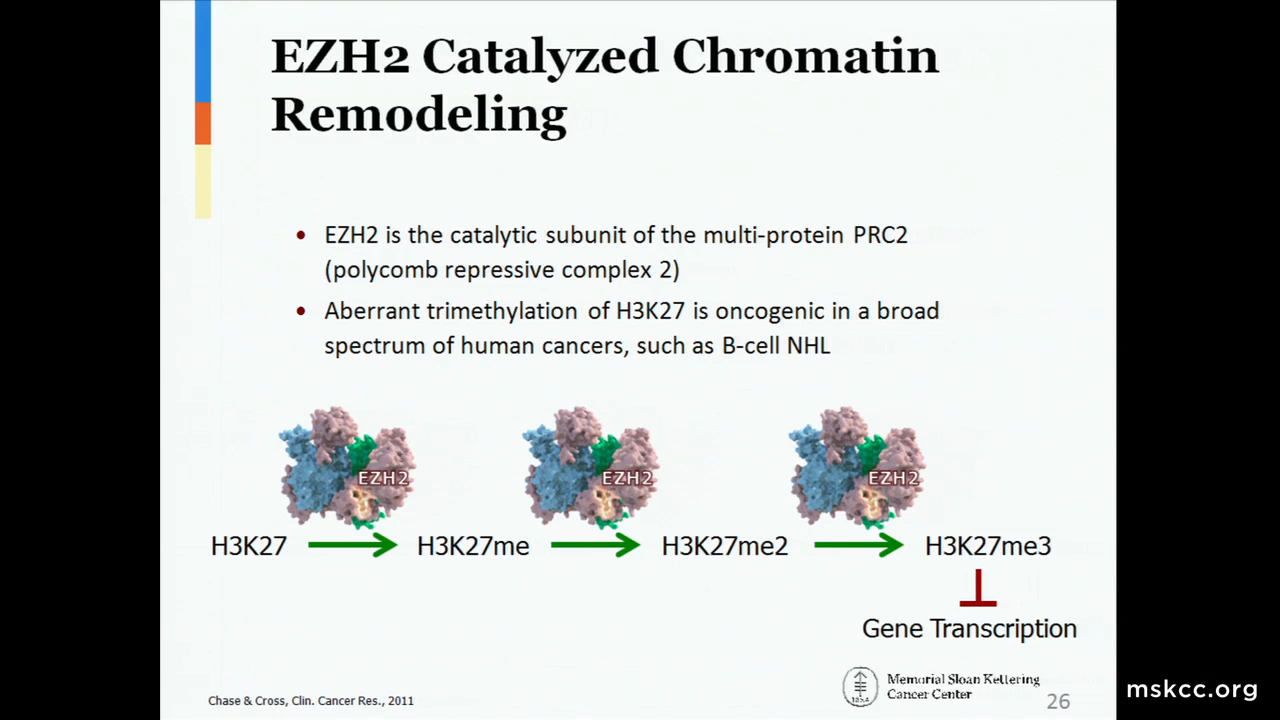 EZH2 Catalyzed Chromatin
Remodeling
• EZH2 is the catalytic subunit of the multi-protein PRC2
(polycomb repressive complex 2)
• Aberrant trimethylation of H3K27 is oncogenic in a broad
spectrum of human cancers, such as B-cell NHL
EZH2 EZH2 EZH2
H3K27 H3K27me H3K27me2 H3K27me3
Gene Transcription
Memorial Sloan Kettering
Cancer Center
Chase & Cross, Clin. Cancer Res., 2011
26
mskcc.org